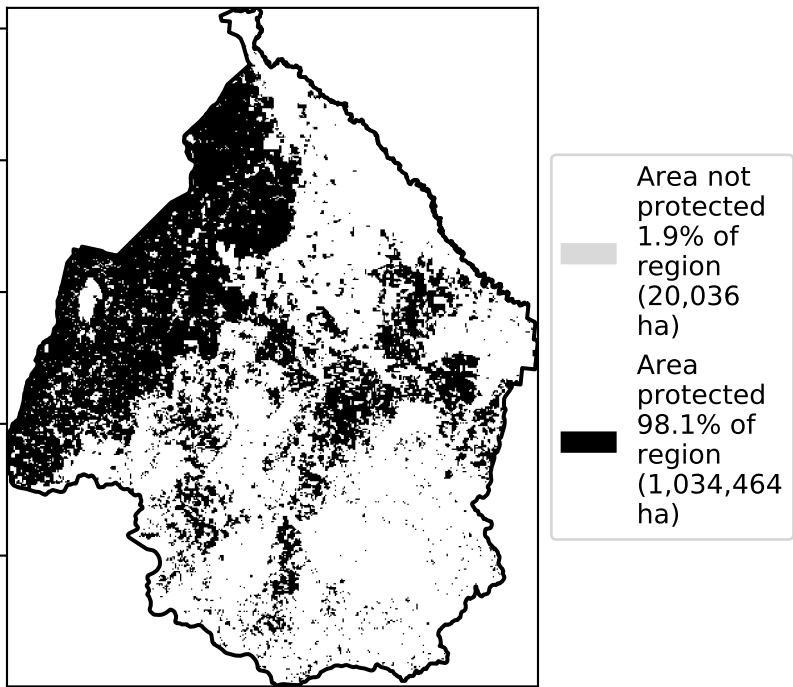 Area not
protected
1.9% of
region
(20,036
ha)
Area
protected
98.1% of
region
(1,034,464
ha)